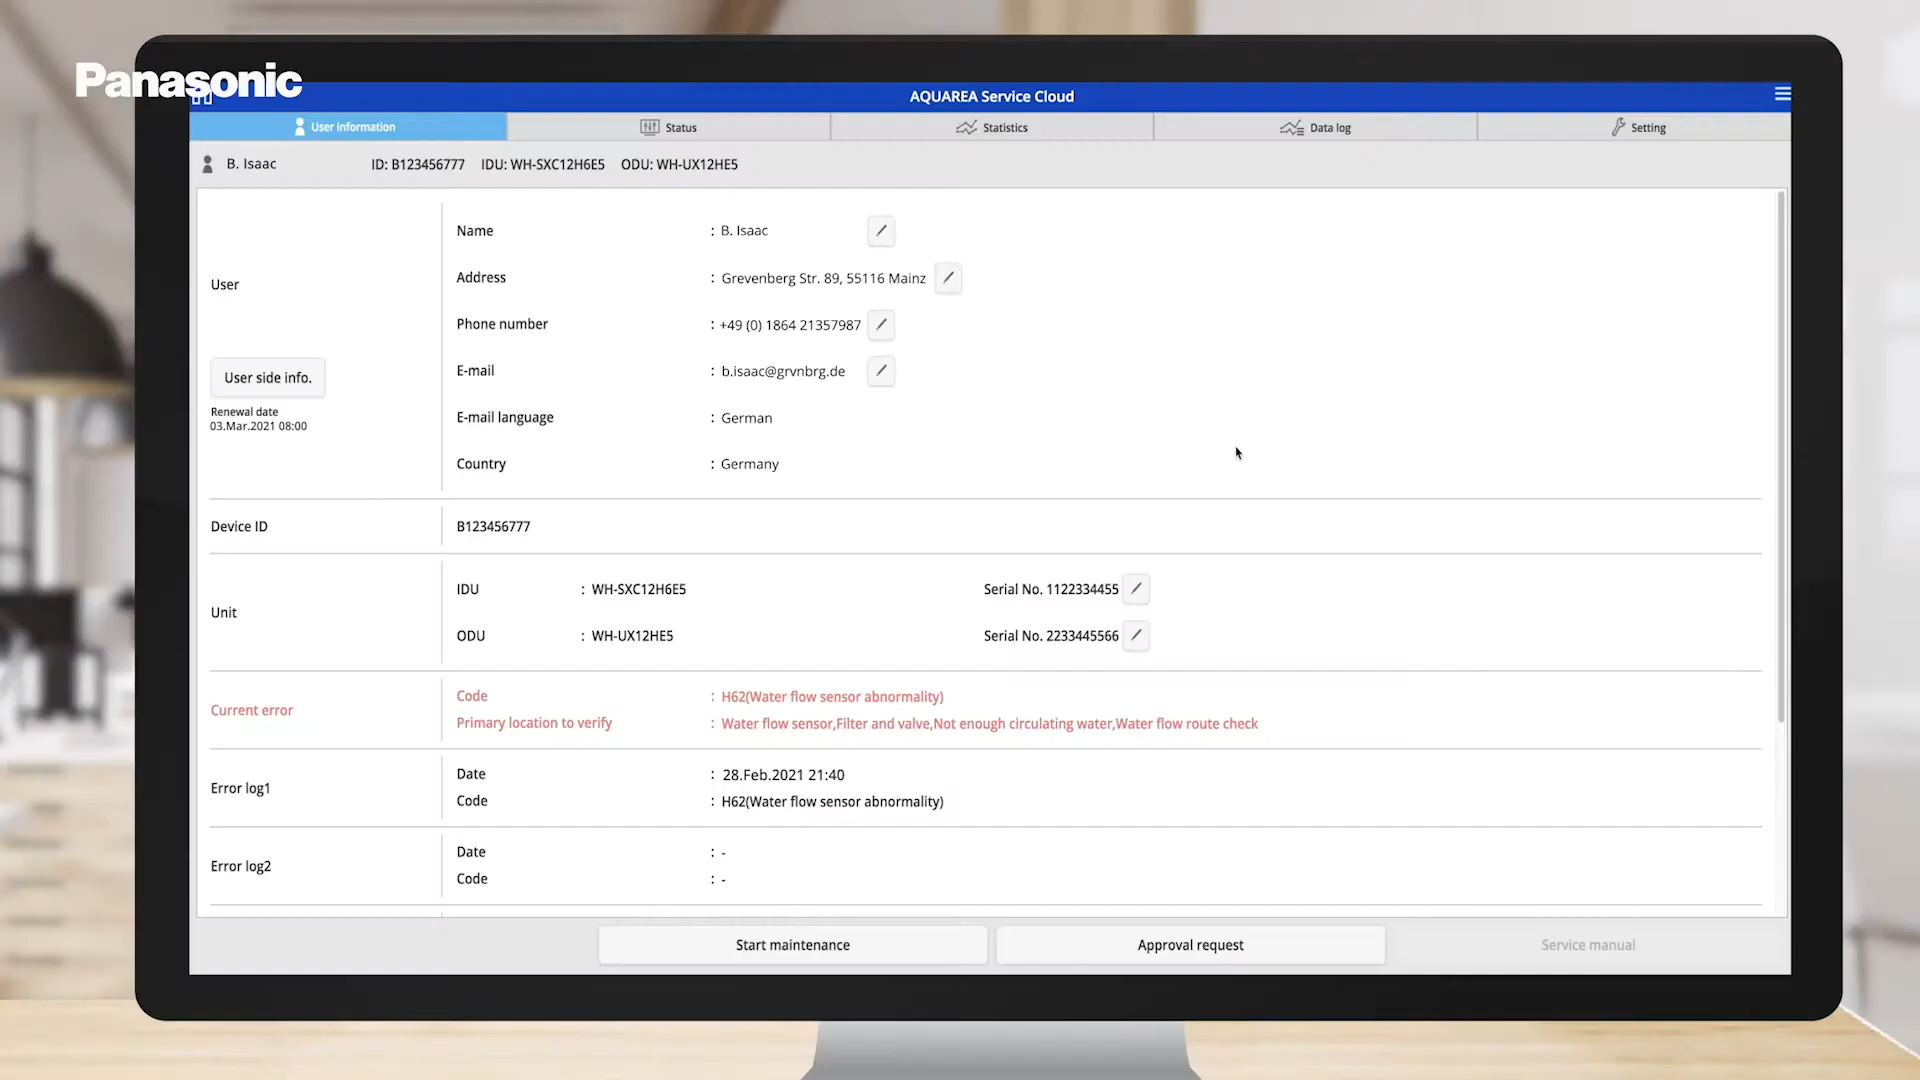 Panasonic
AQUAREA Service Cloud
User information
Status
Statistics
Data log
Setting
B. Isaac ID: B123456777 IDU: WH-SXC12H6E5 ODU: WH-UX12HE5
User
Name : B. Isaac
Address : Grevenberg Str. 89, 55116 Mainz
Phone number : +49 (0) 1864 21357987
E-mail : b.isaac@grvnbrg.de
E-mail language : German
Country : Germany
User side info.
Renewal date
03.Mar.2021 08:00
Device ID B123456777
Unit
IDU : WH-SXC12H6E5 Serial No. 1122334455
ODU : WH-UX12HE5 Serial No. 2233445566
Current error
Code : H62(Water flow sensor abnormality)
Primary location to verify : Water flow sensor,Filter and valve,Not enough circulating water,Water flow route check
Error log1
Date : 28.Feb.2021 21:40
Code : H62(Water flow sensor abnormality)
Error log2
Date : -
Code : -
Start maintenance
Approval request
Service manual